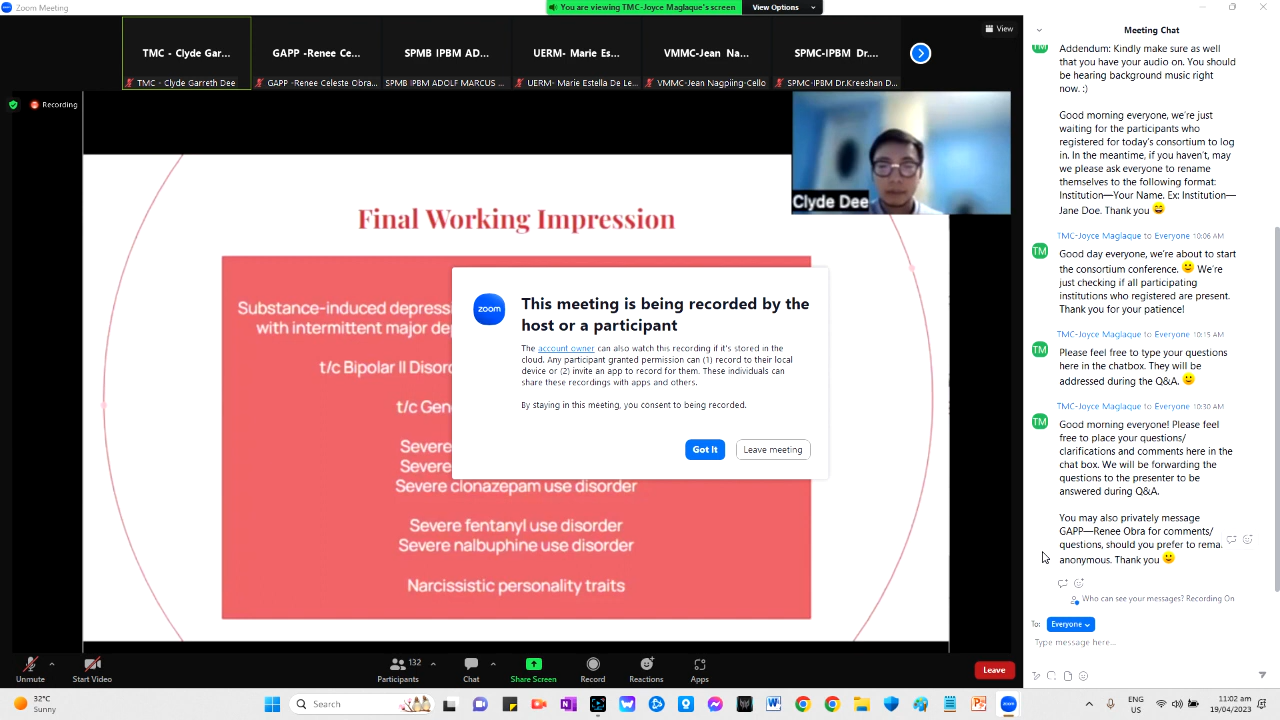 Zoom Meeting
You are viewing TMC-Joyce Maglaque's screen
View Options
View
TMC - Clyde Gar...
GAPP -Renee Ce...
SPMB IPBM AD...
UERM- Marie Es...
VMMC-Jean Na...
SPMC-IPBM Dr....
TMC - Clyde Garreth Dee
GAPP -Renee Celeste Obra...
SPMB IPBM ADOLF MARCUS ...
UERM- Marie Estella De Le...
VMMC-Jean Nagpiing-Cello
SPMC-IPBM Dr.Kreeshan D...
Recording
Clyde Dee
Final Working Impression
Substance-induced depress
with intermittent major de
t/c Bipolar II Disor
t/c Gen
Severe
Severe
Severe clonazepam use disorder
Severe fentanyl use disorder
Severe nalbuphine use disorder
Narcissistic personality traits
zoom
This meeting is being recorded by the
host or a participant
The account owner can also watch this recording if it's stored in the
cloud. Any participant granted permission can (1) record to their local
device or (2) invite an app to record for them. These individuals can
share these recordings with apps and others.
By staying in this meeting, you consent to being recorded.
Got It
Leave meeting
Meeting Chat
TM
Addendum: Kindly make sure as well
that you have your audio on. You should
be hearing background music right
now. :)
Good morning everyone, we're just
waiting for the participants who
registered for today's consortium to log
in. In the meantime, if you haven't, may
we please ask everyone to rename
themselves to the following format:
Institution—Your Name. Ex: Institution—
Jane Doe. Thank you 😄
TMC-Joyce Maglaque to Everyone 10:06 AM
TM
Good day everyone, we're about to start
the consortium conference. 🙂 We're
just checking if all participating
institutions who registered are present.
Thank you for your patience!
TMC-Joyce Maglaque to Everyone 10:15 AM
TM
Please feel free to type your questions
here in the chatbox. They will be
addressed during the Q&A. 🙂
TMC-Joyce Maglaque to Everyone 10:30 AM
TM
Good morning everyone! Please feel
free to place your questions/
clarifications and comments here in the
chat box. We will be forwarding the
questions to the presenter to be
answered during the Q&A.
You may also privately message
GAPP—Renee Obra for comments/
questions, should you prefer to rema
anonymous. Thank you 🙂
Who can see your messages? Recording On
To: Everyone
Type message here...
Unmute
Start Video
132
Participants
Chat
Share Screen
Record
Reactions
Apps
Leave
32°C
Sunny
Search
zoom
ENG
US
11:02 am
19/04/2023